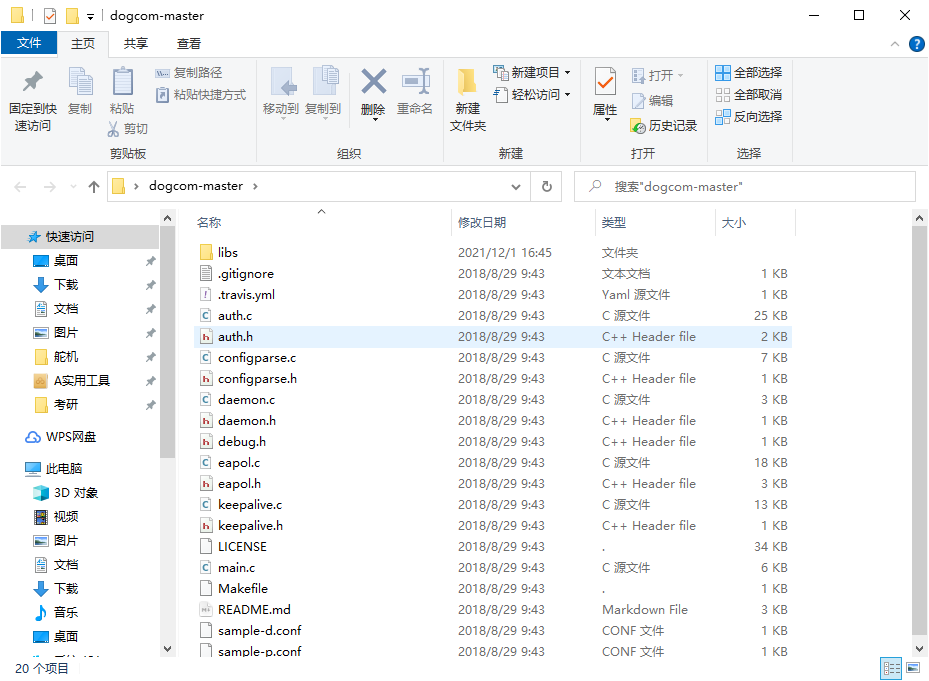 dogcom-master
文件 主页 共享 查看
固定到快速访问
复制
粘贴
复制路径
粘贴快捷方式
剪切
剪贴板
移动到
复制到
删除
重命名
组织
新建
文件夹
新建项目
轻松访问
新建
属性
打开
编辑
历史记录
打开
全部选择
全部取消
反向选择
选择
dogcom-master
搜索"dogcom-master"
快速访问
桌面
下载
文档
图片
舵机
A实用工具
考研
WPS网盘
此电脑
3D 对象
视频
图片
文档
下载
音乐
桌面
名称 修改日期 类型 大小
libs 2021/12/1 16:45 文件夹
.gitignore 2018/8/29 9:43 文本文档 1 KB
.travis.yml 2018/8/29 9:43 Yaml 源文件 1 KB
auth.c 2018/8/29 9:43 C 源文件 25 KB
auth.h 2018/8/29 9:43 C++ Header file 2 KB
configparse.c 2018/8/29 9:43 C 源文件 7 KB
configparse.h 2018/8/29 9:43 C++ Header file 1 KB
daemon.c 2018/8/29 9:43 C 源文件 3 KB
daemon.h 2018/8/29 9:43 C++ Header file 1 KB
debug.h 2018/8/29 9:43 C++ Header file 1 KB
eapol.c 2018/8/29 9:43 C 源文件 18 KB
eapol.h 2018/8/29 9:43 C++ Header file 3 KB
keepalive.c 2018/8/29 9:43 C 源文件 13 KB
keepalive.h 2018/8/29 9:43 C++ Header file 1 KB
LICENSE 2018/8/29 9:43 . 34 KB
main.c 2018/8/29 9:43 C 源文件 6 KB
Makefile 2018/8/29 9:43 . 1 KB
README.md 2018/8/29 9:43 Markdown File 3 KB
sample-d.conf 2018/8/29 9:43 CONF 文件 1 KB
sample-p.conf 2018/8/29 9:43 CONF 文件 1 KB
20 个项目